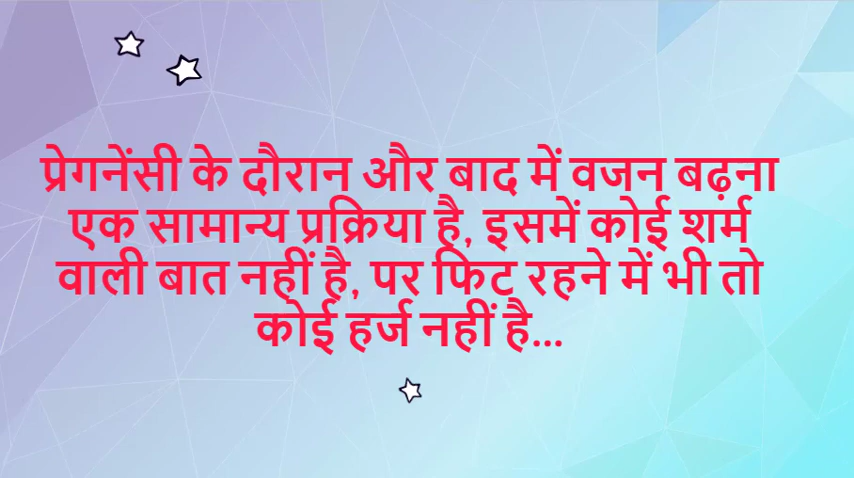 प्रेगनेंसी के दौरान और बाद में वजन बढ़ना
एक सामान्य प्रक्रिया है, इसमें कोई शर्म
वाली बात नहीं है, पर फिट रहने में भी तो
कोई हर्ज नहीं है...